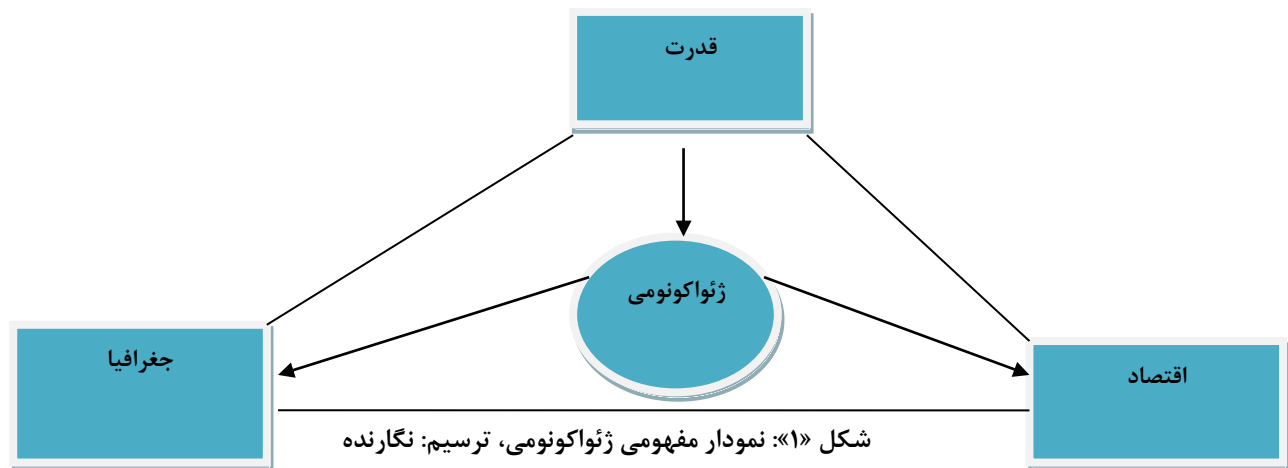 قدرت
ژئواکونومی
جغرافیا
اقتصاد
شکل «۱»: نمودار مفهومی ژئواکونومی، ترسیم: نگارنده